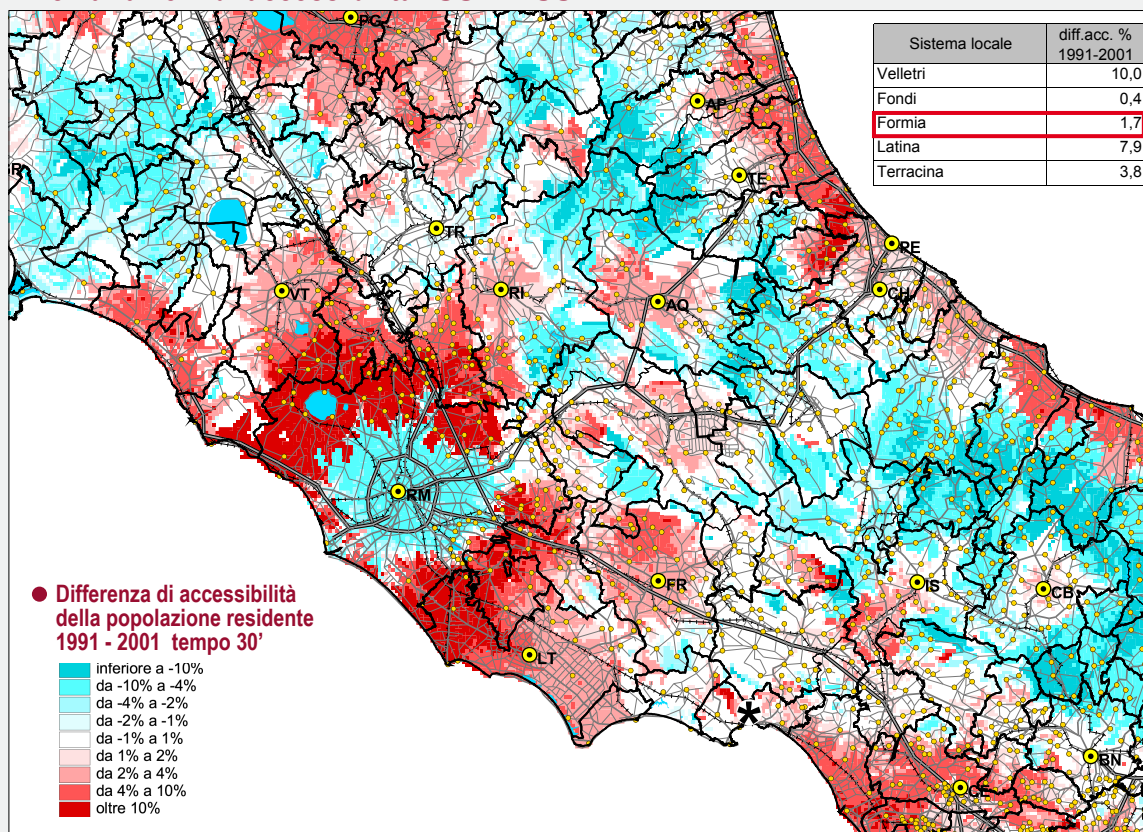 Sistema locale
diff.acc. %
1991-2001
Velletri 10,0
Fondi 0,4
Formia 1,7
Latina 7,9
Terracina 3,8
PG
AP
TE
TR
PE
VT
RI
AQ
CH
RM
FR
IS
CB
LT
*
BN
CE
● Differenza di accessibilità
della popolazione residente
1991 - 2001 tempo 30'
inferiore a -10%
da -10% a -4%
da -4% a -2%
da -2% a -1%
da -1% a 1%
da 1% a 2%
da 2% a 4%
da 4% a 10%
oltre 10%